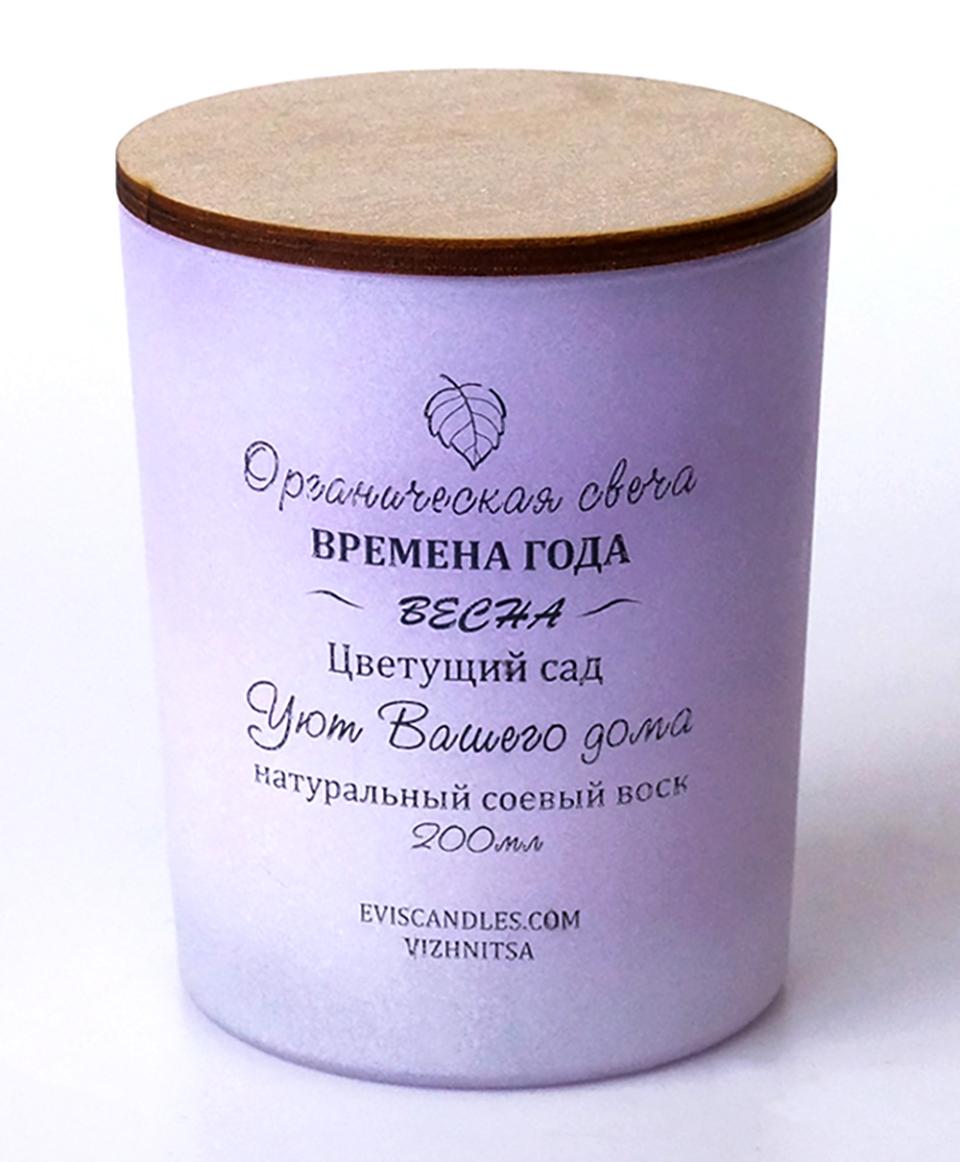 Органическая свеча
ВРЕМЕНА ГОДА
ВЕСНА
Цветущий сад
Уют Вашего дома
натуральный соевый воск
200мл
EVISCANDLES.COM
VIZHNITSA